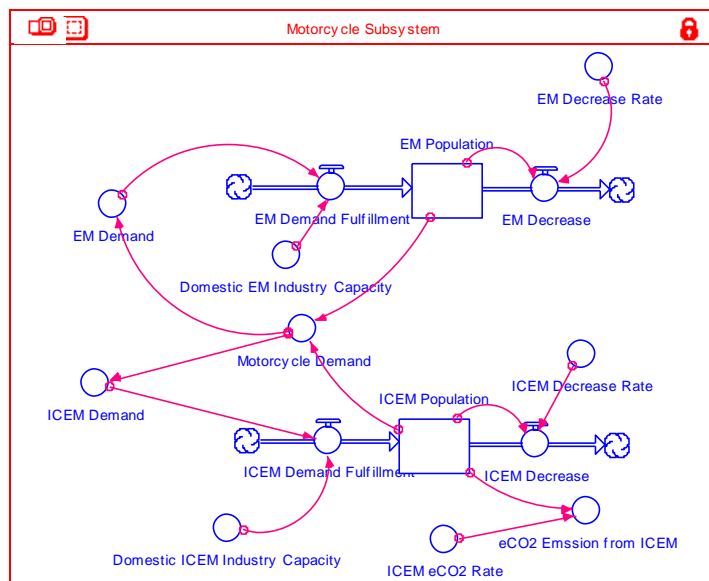 Motorcycle Subsystem
EM Decrease Rate
EM Population
EM Demand Fulfillment
EM Decrease
EM Demand
Domestic EM Industry Capacity
Motorcycle Demand
ICEM Decrease Rate
ICEM Population
ICEM Demand
ICEM Demand Fulfillment
ICEM Decrease
eCO2 Emssion from ICEM
Domestic ICEM Industry Capacity
ICEM eCO2 Rate